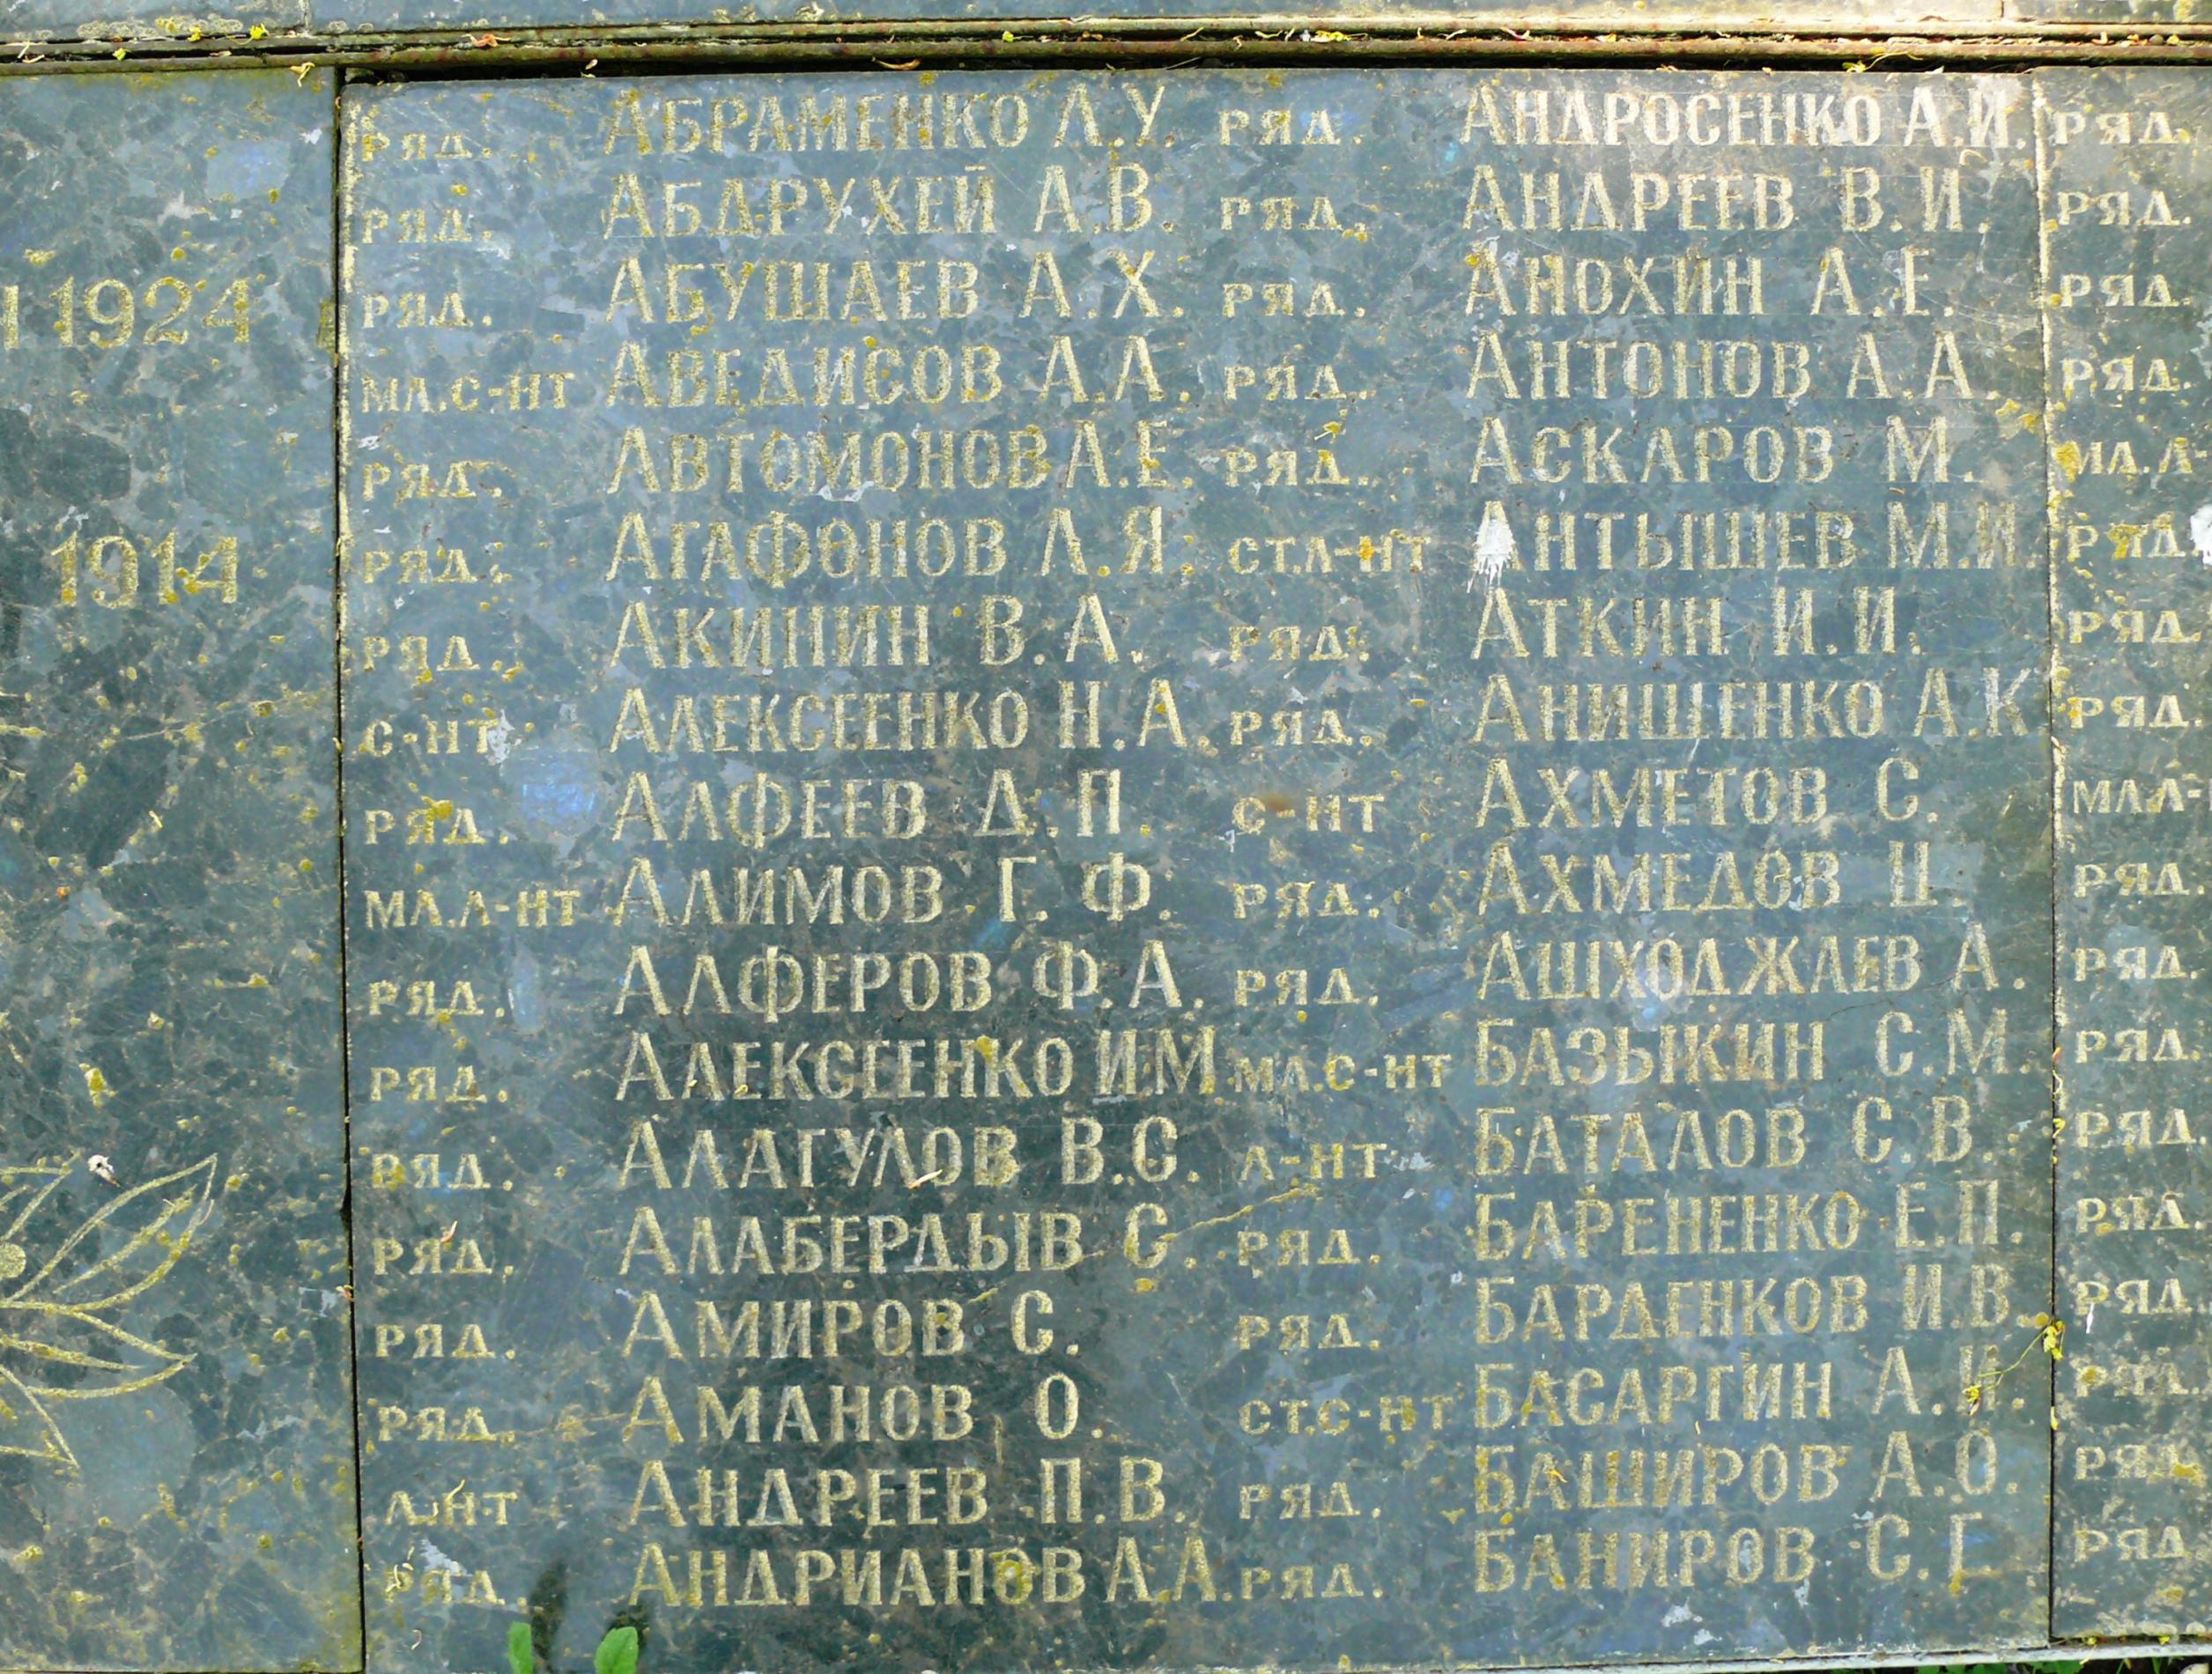 1924
1914
РЯД. АБРАМЕНКО Л.У.
РЯД. АБДРУХЕЙ А.В.
РЯД. АБУШАЕВ А.Х.
МЛ.С-НТ АВЕДИСОВ А.А.
РЯД. АВТОМОНОВ А.Е.
РЯД. АГАФОНОВ Л.Я.
РЯД. АКИНИН В.А.
С-НТ АЛЕКСЕЕНКО Н.А.
РЯД. АЛФЕЕВ Д.П.
МЛ.Л-НТ АЛИМОВ Г.Ф.
РЯД. АЛФЕРОВ Ф.А.
РЯД. АЛЕКСЕЕНКО И.М.
РЯД. АЛАГУЛОВ В.С.
РЯД. АЛАБЕРДЫВ С.
РЯД. АМИРОВ С.
РЯД. АМАНОВ О.
Л-НТ АНДРЕЕВ П.В.
РЯД. АНДРИАНОВ А.А.
РЯД. АНДРОСЕНКО А.И.
РЯД. АНДРЕЕВ В.И.
РЯД. АНОХИН А.Е.
РЯД. АНТОНОВ А.А.
РЯД. АСКАРОВ М.
СТ.Л-НТ АНТЫШЕВ М.И.
РЯД. АТКИН И.И.
РЯД. АНИЩЕНКО А.К
С-НТ АХМЕТОВ С.
РЯД. АХМЕДОВ Ц.
РЯД. АШХОДЖАЕВ А.
МЛ.С-НТ БАЗЫКИН С.М.
Л-НТ БАТАЛОВ С.В.
РЯД. БАРЕНЕНКО Е.П.
РЯД. БАРДЕНКОВ И.В.
СТ.С-НТ БАСАРГИН А.И.
РЯД. БАШИРОВ А.О.
РЯД. БАНИРОВ С.Г.
РЯД.
РЯД.
РЯД.
РЯД.
МЛ.Л-
РЯД.
РЯД.
РЯД.
МЛ.Л-
РЯД.
РЯД.
РЯД.
РЯД.
РЯД.
РЯД.
РЯД.
РЯД.
РЯД.